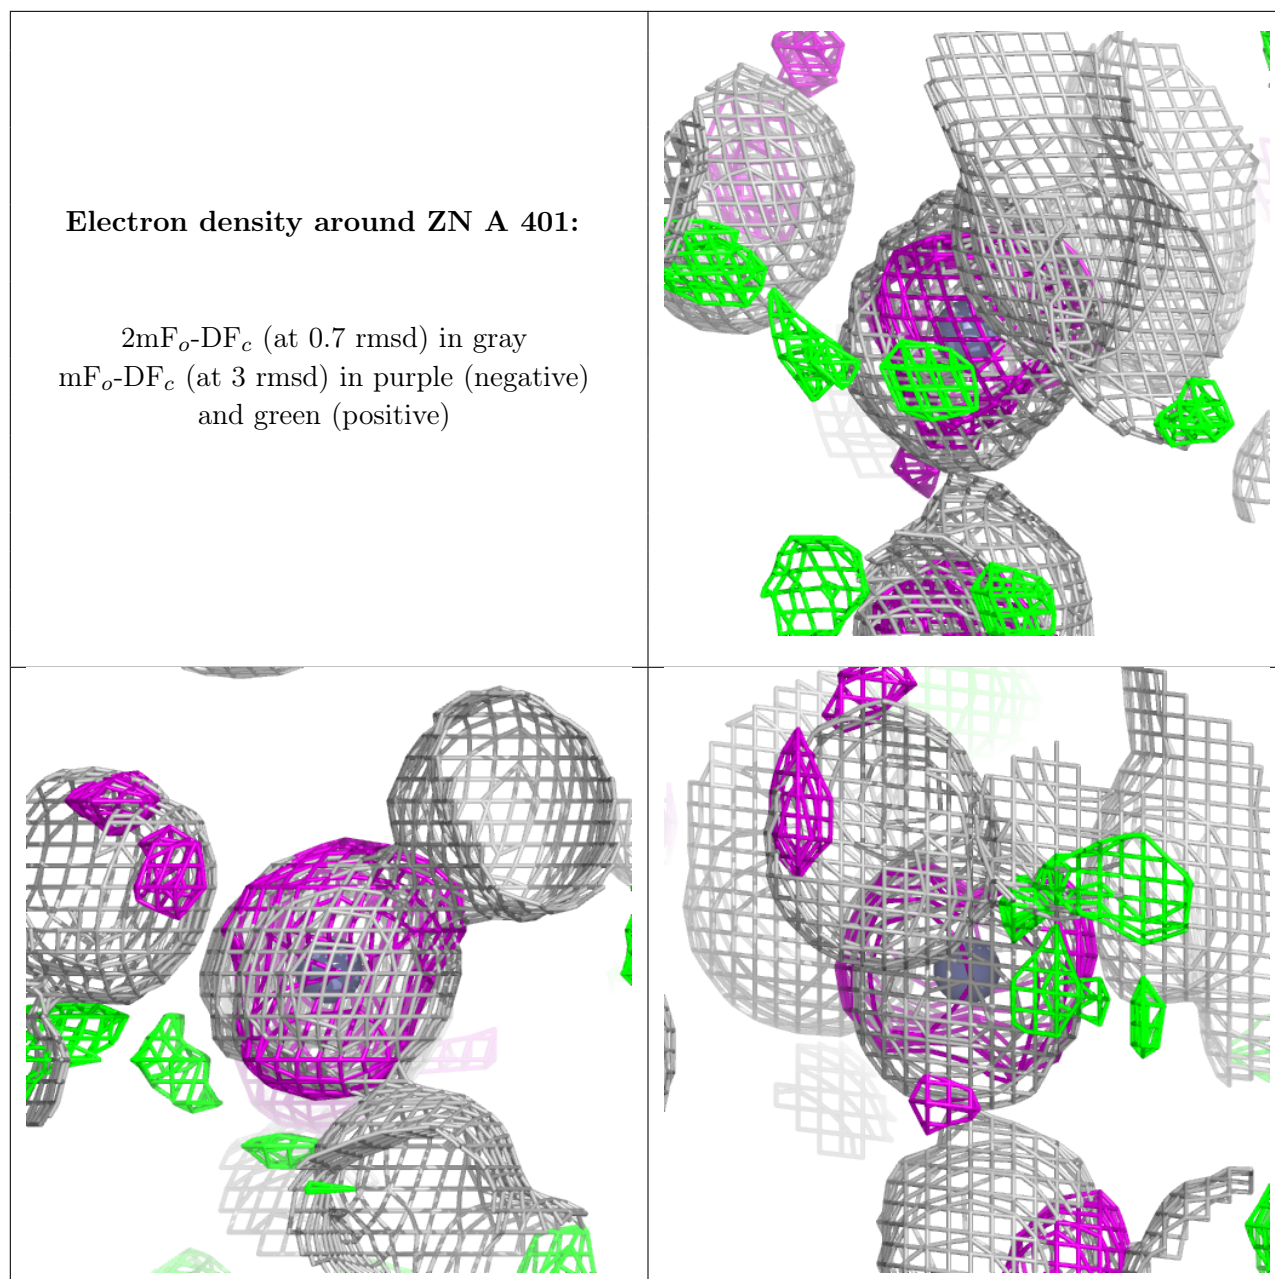 Electron density around ZN A 401:
2mFo-DFc (at 0.7 rmsd) in gray
mFo-DFc (at 3 rmsd) in purple (negative)
and green (positive)